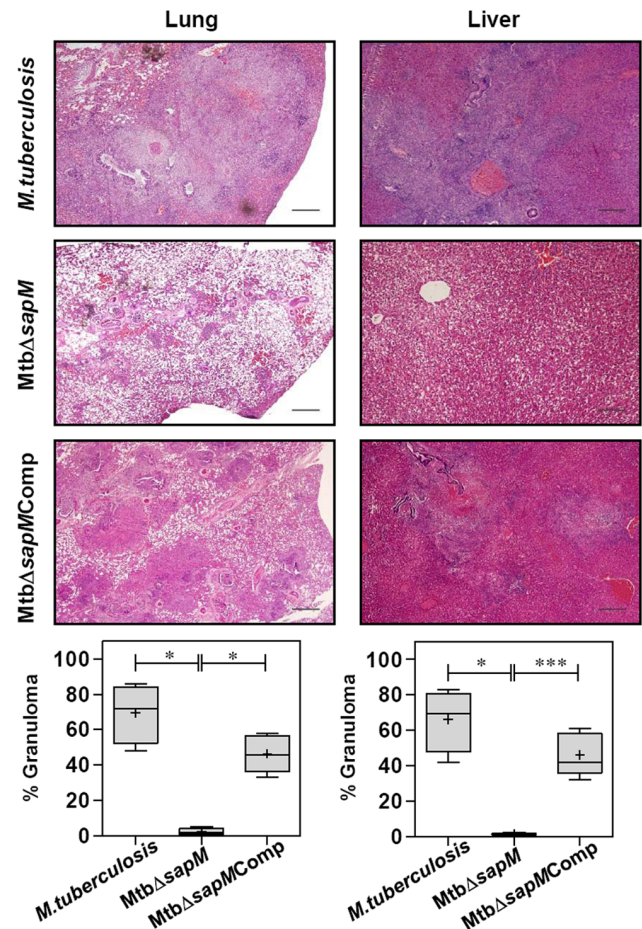 Lung
Liver
M.tuberculosis
MtbΔsapM
MtbΔsapMComp
% Granuloma
100
80
60
40
20
0
* *
M.tuberculosis
MtbΔsapM
MtbΔsapMComp
% Granuloma
100
80
60
40
20
0
* ***
M.tuberculosis
MtbΔsapM
MtbΔsapMComp